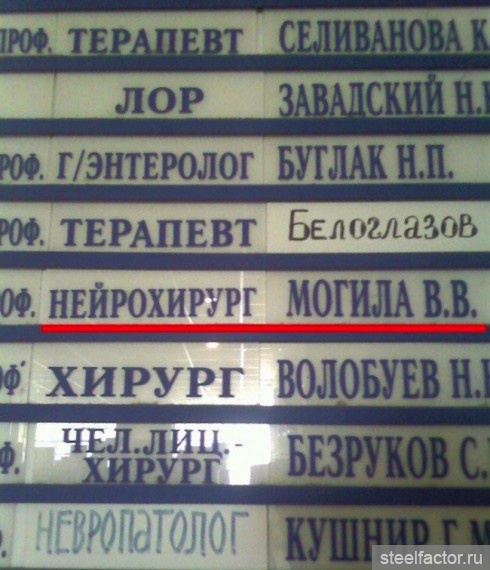 ПРОФ. ТЕРАПЕВТ СЕЛИВАНОВА К.
ЛОР ЗАВАДСКИЙ Н.
РОФ. Г/ЭНТЕРОЛОГ БУГЛАК Н.П.
РОФ. ТЕРАПЕВТ Белоглазов
ОФ. НЕЙРОХИРУРГ МОГИЛА В.В.
ОФ. ХИРУРГ ВОЛОБУЕВ Н.
Ф. ЧЕЛ.ЛИЦ.-
ХИРУРГ БЕЗРУКОВ С.
НЕВРОПаТОЛОГ КУШНИР Г.М
steelfactor.ru